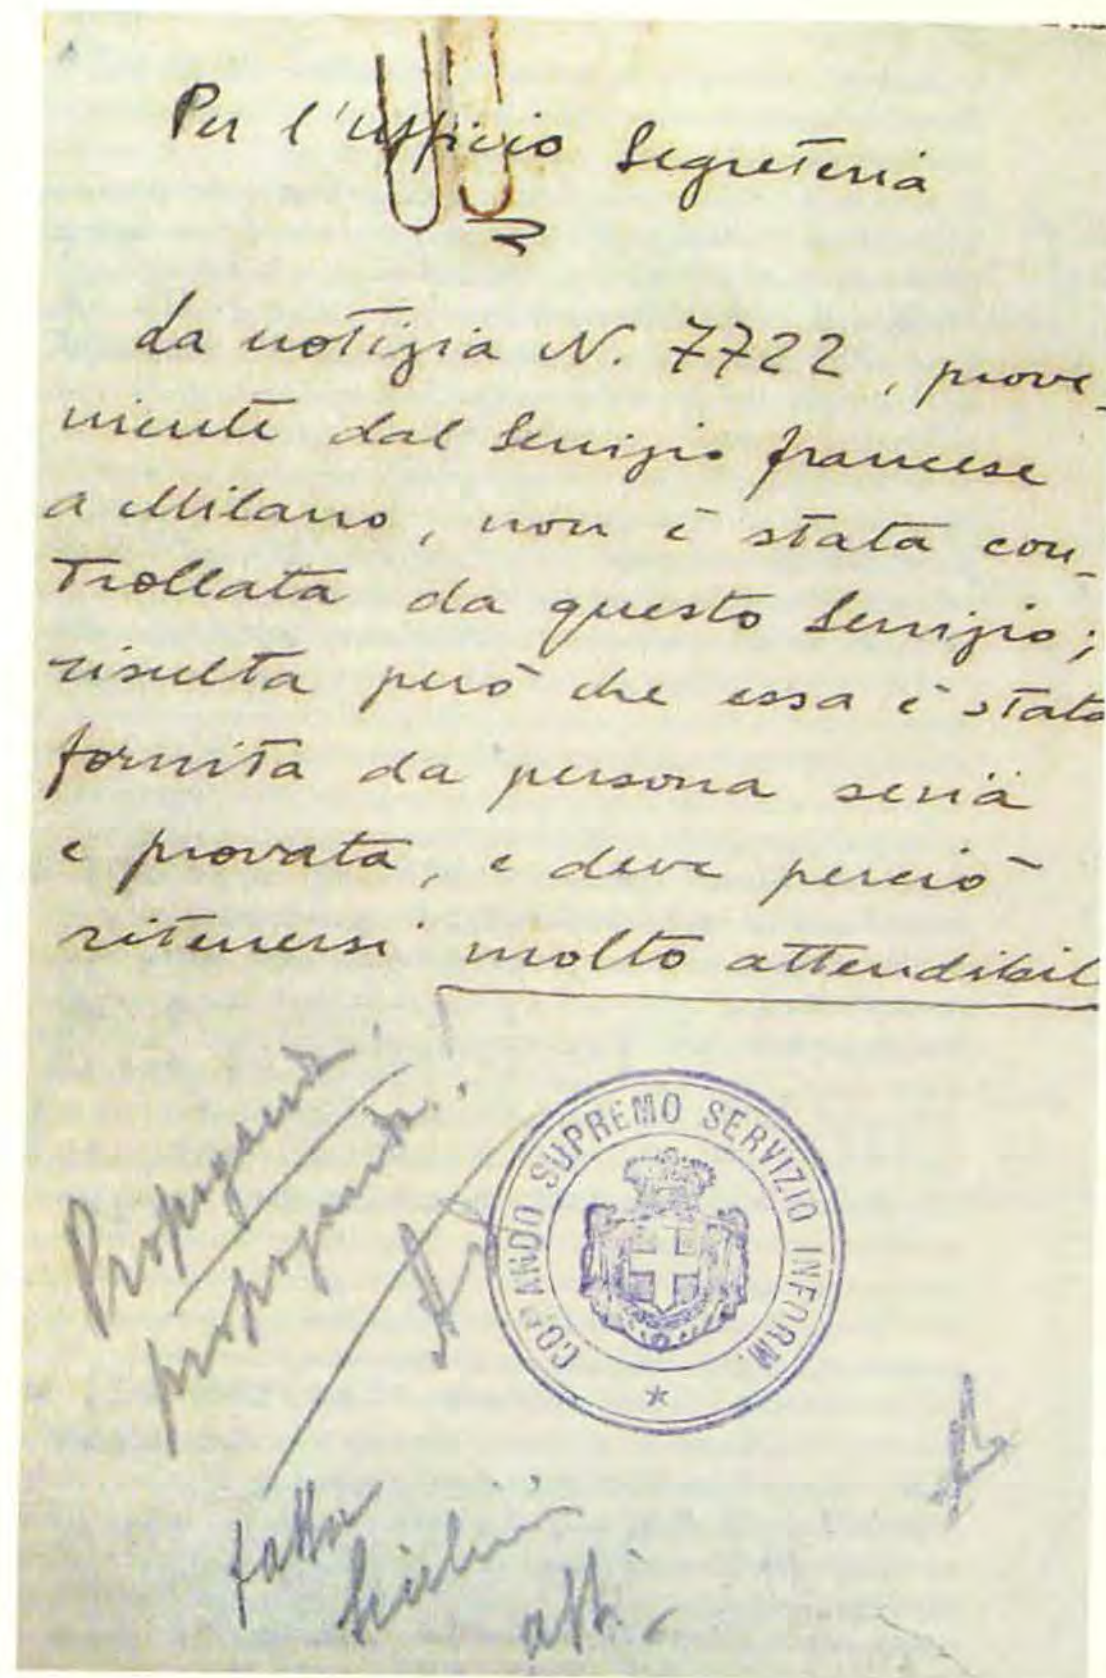 Per l'Ufficio Segreteria
La notizia N. 7722, prove-
niente dal Servizio francese
a Milano, non è stata con-
trollata da questo Servizio;
risulta però che essa è stata
fornita da persona seria
e provata, e deve perciò
ritenersi molto attendibil
Propaganda
propaganda..!
COMANDO SUPREMO SERVIZIO INFORM.
*
fatta
atti.